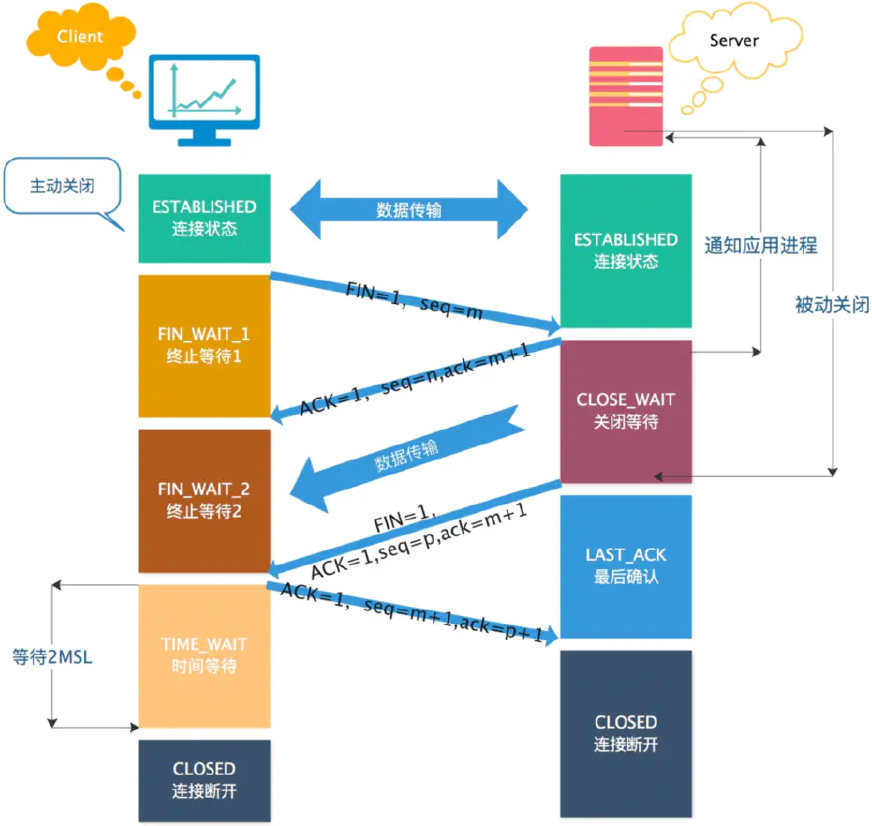 Client
Server
主动关闭
ESTABLISHED
连接状态
数据传输
ESTABLISHED
连接状态
通知应用进程
被动关闭
FIN=1, seq=m
FIN_WAIT_1
终止等待1
ACK=1, seq=n,ack=m+1
CLOSE_WAIT
关闭等待
数据传输
FIN_WAIT_2
终止等待2
FIN=1,
ACK=1,seq=p,ack=m+1
LAST_ACK
最后确认
ACK=1, seq=m+1,ack=p+1
等待2MSL
TIME_WAIT
时间等待
CLOSED
连接断开
CLOSED
连接断开